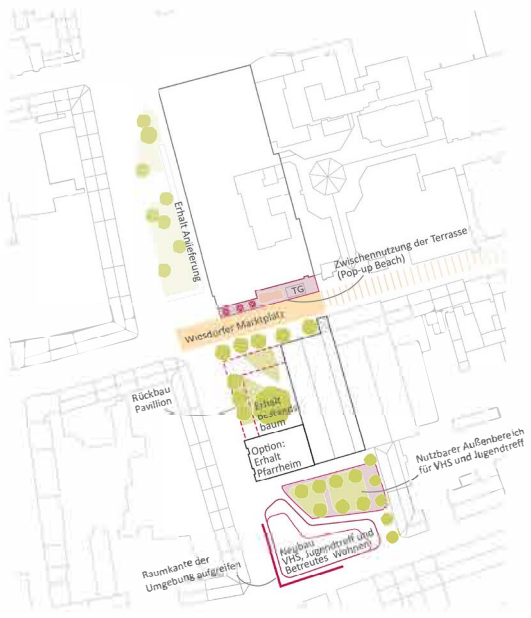 Erhalt Anlieferung
Zwischennutzung der Terrasse
(Pop-up Beach)
TG
Wiesdorfer Marktplatz
Rückbau
Pavillion
Erhalt
Bestands
baum
Option:
Erhalt
Pfarrheim
Nutzbarer Außenbereich
für VHS und Jugendtreff
Neubau
VHS, Jugendtreff und
Betreutes Wohnen)
Raumkante der
Umgebung aufgreifen